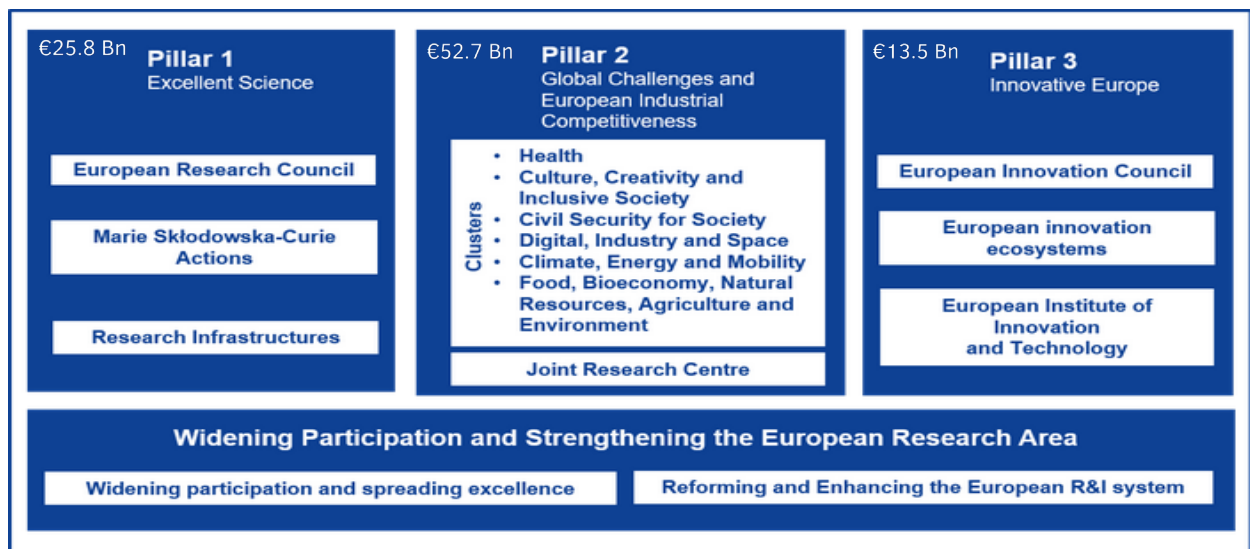 €25.8 Bn
Pillar 1
Excellent Science
European Research Council
Marie Skłodowska-Curie
Actions
Research Infrastructures
€52.7 Bn
Pillar 2
Global Challenges and
European Industrial
Competitiveness
Clusters
• Health
• Culture, Creativity and
Inclusive Society
• Civil Security for Society
• Digital, Industry and Space
• Climate, Energy and Mobility
• Food, Bioeconomy, Natural
Resources, Agriculture and
Environment
Joint Research Centre
€13.5 Bn
Pillar 3
Innovative Europe
European Innovation Council
European innovation
ecosystems
European Institute of
Innovation
and Technology
Widening Participation and Strengthening the European Research Area
Widening participation and spreading excellence
Reforming and Enhancing the European R&I system